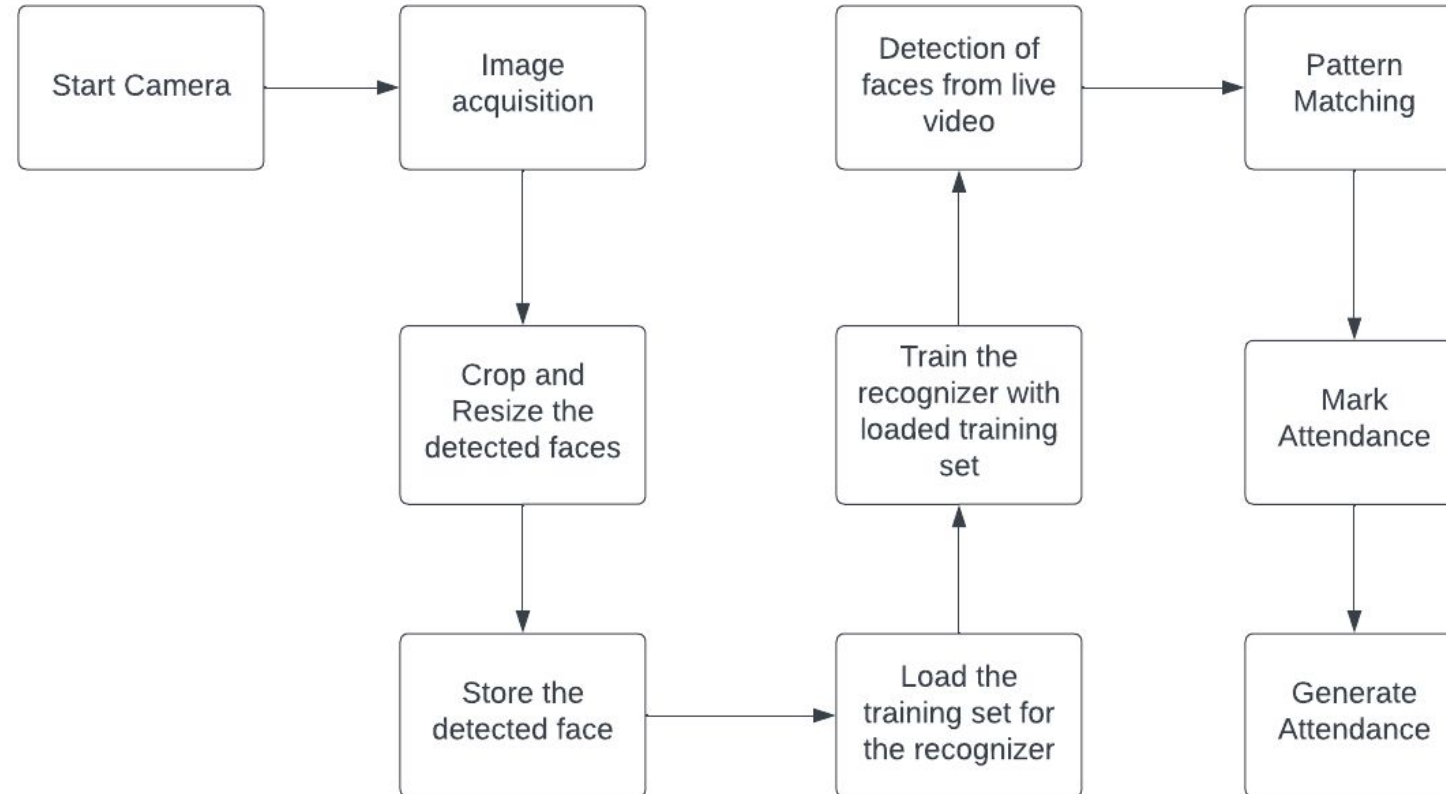 Start Camera
Image
acquisition
Crop and
Resize the
detected faces
Store the
detected face
Load the
training set for
the recognizer
Train the
recognizer with
loaded training
set
Detection of
faces from live
video
Pattern
Matching
Mark
Attendance
Generate
Attendance